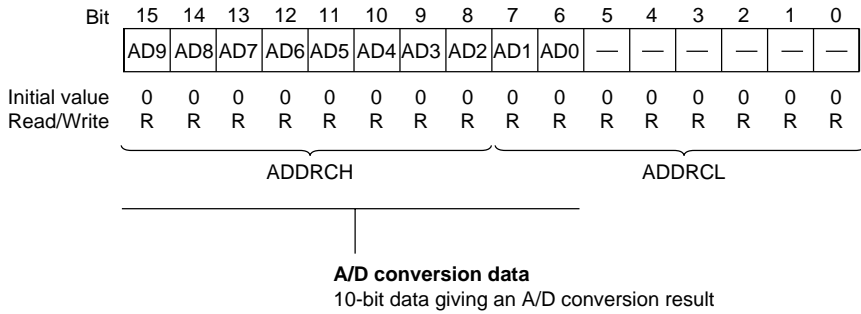 Bit 15 14 13 12 11 10 9 8 7 6 5 4 3 2 1 0
AD9 AD8 AD7 AD6 AD5 AD4 AD3 AD2 AD1 AD0 — — — — — —
Initial value 0 0 0 0 0 0 0 0 0 0 0 0 0 0 0 0
Read/Write R R R R R R R R R R R R R R R R
ADDRCH ADDRCL
A/D conversion data
10-bit data giving an A/D conversion result